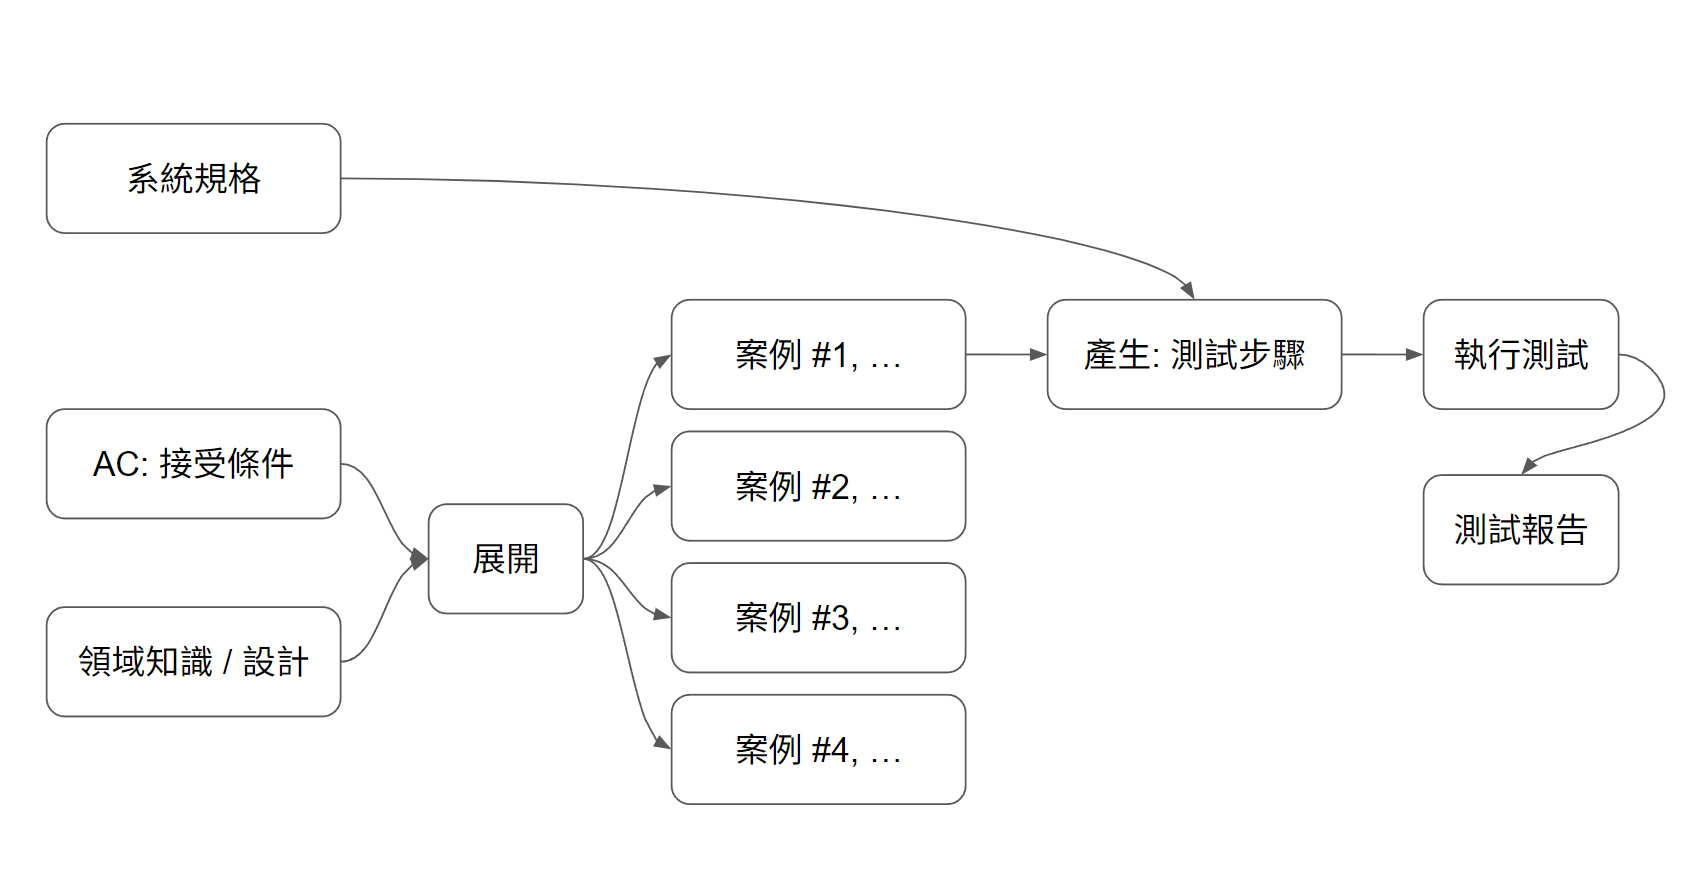 系統規格
AC: 接受條件
領域知識 / 設計
展開
案例 #1, …
案例 #2, …
案例 #3, …
案例 #4, …
產生: 測試步驟
執行測試
測試報告